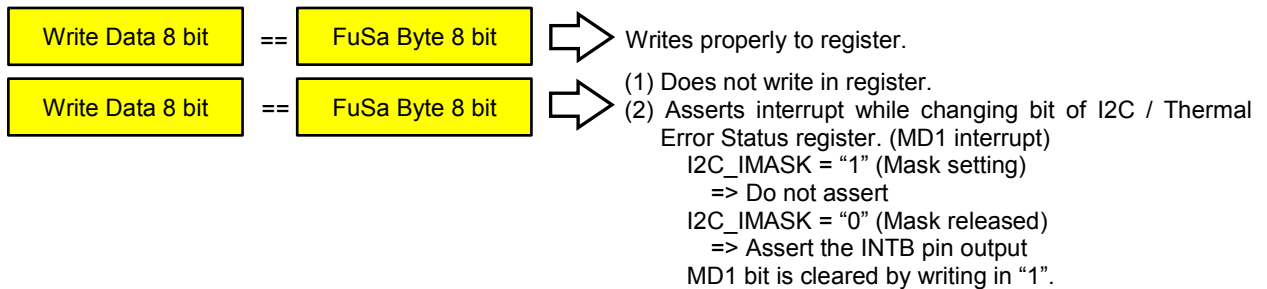 Write Data 8 bit == FuSa Byte 8 bit Writes properly to register.
Write Data 8 bit == FuSa Byte 8 bit (1) Does not write in register.
(2) Asserts interrupt while changing bit of I2C / Thermal
Error Status register. (MD1 interrupt)
I2C_IMASK = “1” (Mask setting)
=> Do not assert
I2C_IMASK = “0” (Mask released)
=> Assert the INTB pin output
MD1 bit is cleared by writing in “1”.